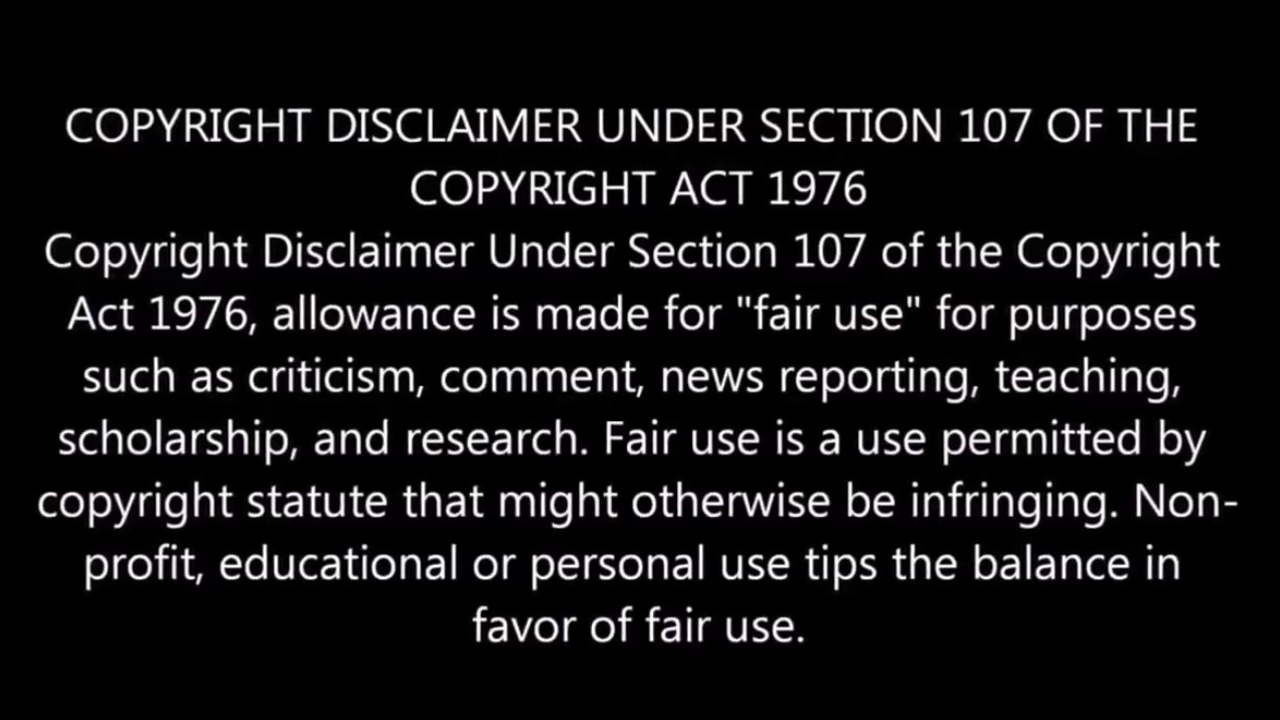 COPYRIGHT DISCLAIMER UNDER SECTION 107 OF THE
COPYRIGHT ACT 1976
Copyright Disclaimer Under Section 107 of the Copyright
Act 1976, allowance is made for "fair use" for purposes
such as criticism, comment, news reporting, teaching,
scholarship, and research. Fair use is a use permitted by
copyright statute that might otherwise be infringing. Non-
profit, educational or personal use tips the balance in
favor of fair use.